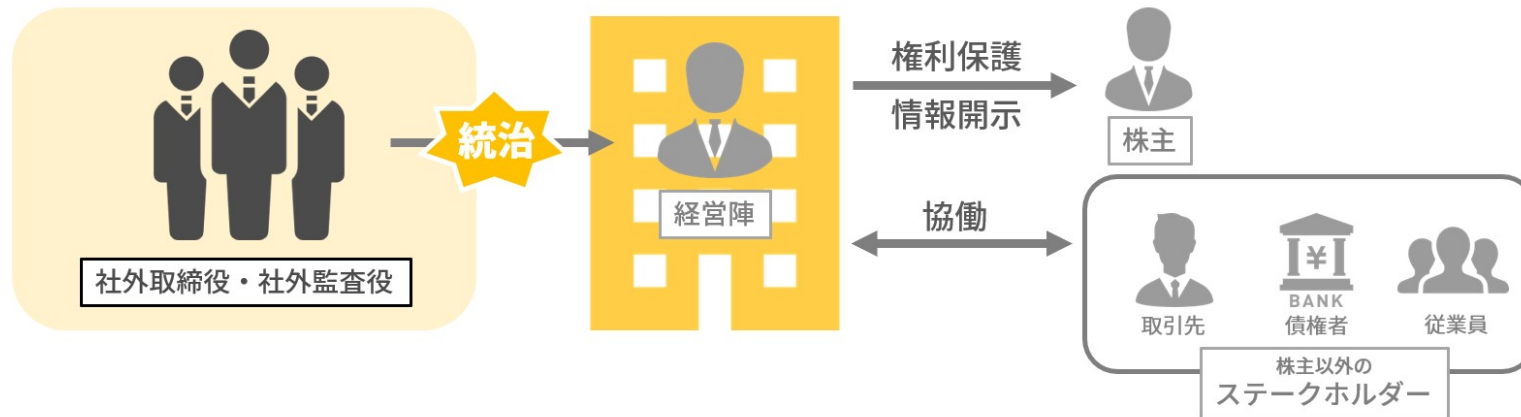 社外取締役・社外監査役
統治
経営陣
権利保護
情報開示
株主
協働
¥
BANK
取引先
債権者
従業員
株主以外の
ステークホルダー